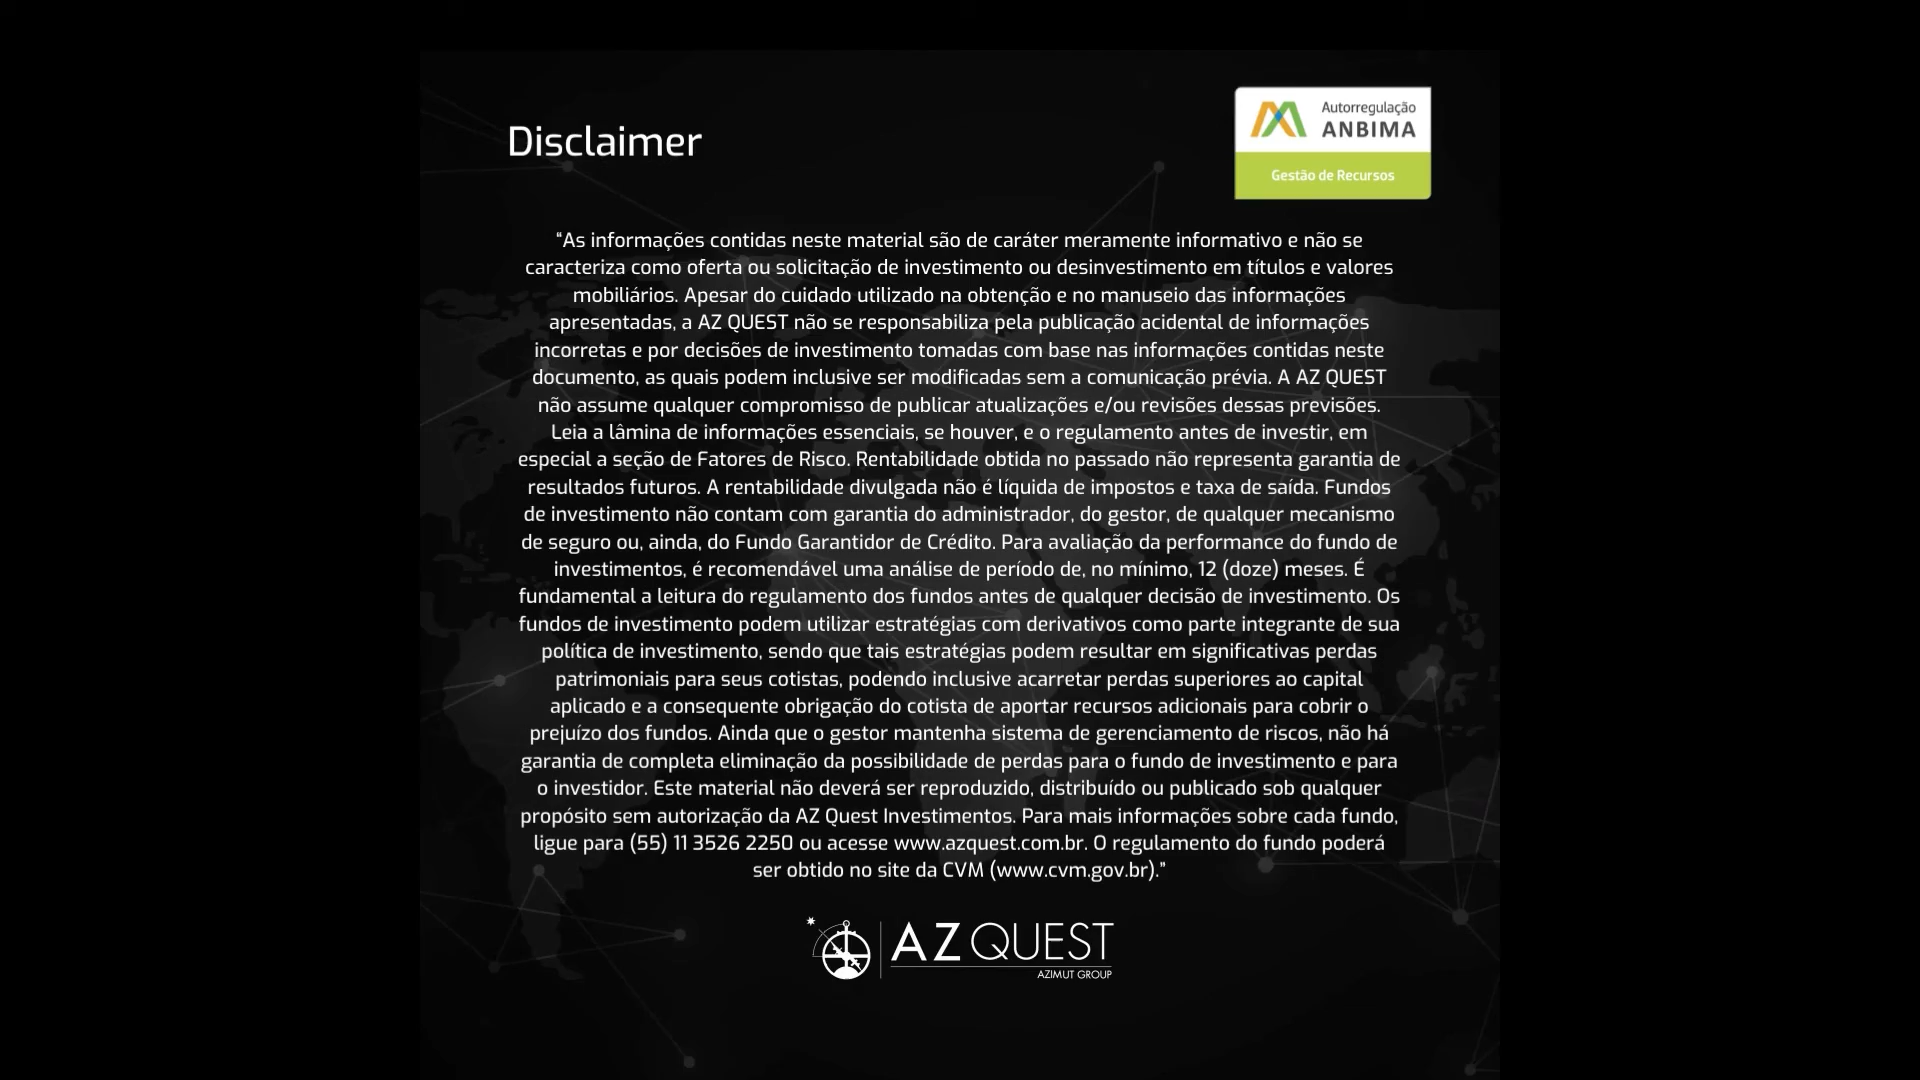 Disclaimer
Autorregulação
ANBIMA
Gestão de Recursos
“As informações contidas neste material são de caráter meramente informativo e não se
caracteriza como oferta ou solicitação de investimento ou desinvestimento em títulos e valores
mobiliários. Apesar do cuidado utilizado na obtenção e no manuseio das informações
apresentadas, a AZ QUEST não se responsabiliza pela publicação acidental de informações
incorretas e por decisões de investimento tomadas com base nas informações contidas neste
documento, as quais podem inclusive ser modificadas sem a comunicação prévia. A AZ QUEST
não assume qualquer compromisso de publicar atualizações e/ou revisões dessas previsões.
Leia a lâmina de informações essenciais, se houver, e o regulamento antes de investir, em
especial a seção de Fatores de Risco. Rentabilidade obtida no passado não representa garantia de
resultados futuros. A rentabilidade divulgada não é líquida de impostos e taxa de saída. Fundos
de investimento não contam com garantia do administrador, do gestor, de qualquer mecanismo
de seguro ou, ainda, do Fundo Garantidor de Crédito. Para avaliação da performance do fundo de
investimentos, é recomendável uma análise de período de, no mínimo, 12 (doze) meses. É
fundamental a leitura do regulamento dos fundos antes de qualquer decisão de investimento. Os
fundos de investimento podem utilizar estratégias com derivativos como parte integrante de sua
política de investimento, sendo que tais estratégias podem resultar em significativas perdas
patrimoniais para seus cotistas, podendo inclusive acarretar perdas superiores ao capital
aplicado e a consequente obrigação do cotista de aportar recursos adicionais para cobrir o
prejuízo dos fundos. Ainda que o gestor mantenha sistema de gerenciamento de riscos, não há
garantia de completa eliminação da possibilidade de perdas para o fundo de investimento e para
o investidor. Este material não deverá ser reproduzido, distribuído ou publicado sob qualquer
propósito sem autorização da AZ Quest Investimentos. Para mais informações sobre cada fundo,
ligue para (55) 11 3526 2250 ou acesse www.azquest.com.br. O regulamento do fundo poderá
ser obtido no site da CVM (www.cvm.gov.br).”
AZ QUEST
AZIMUT GROUP